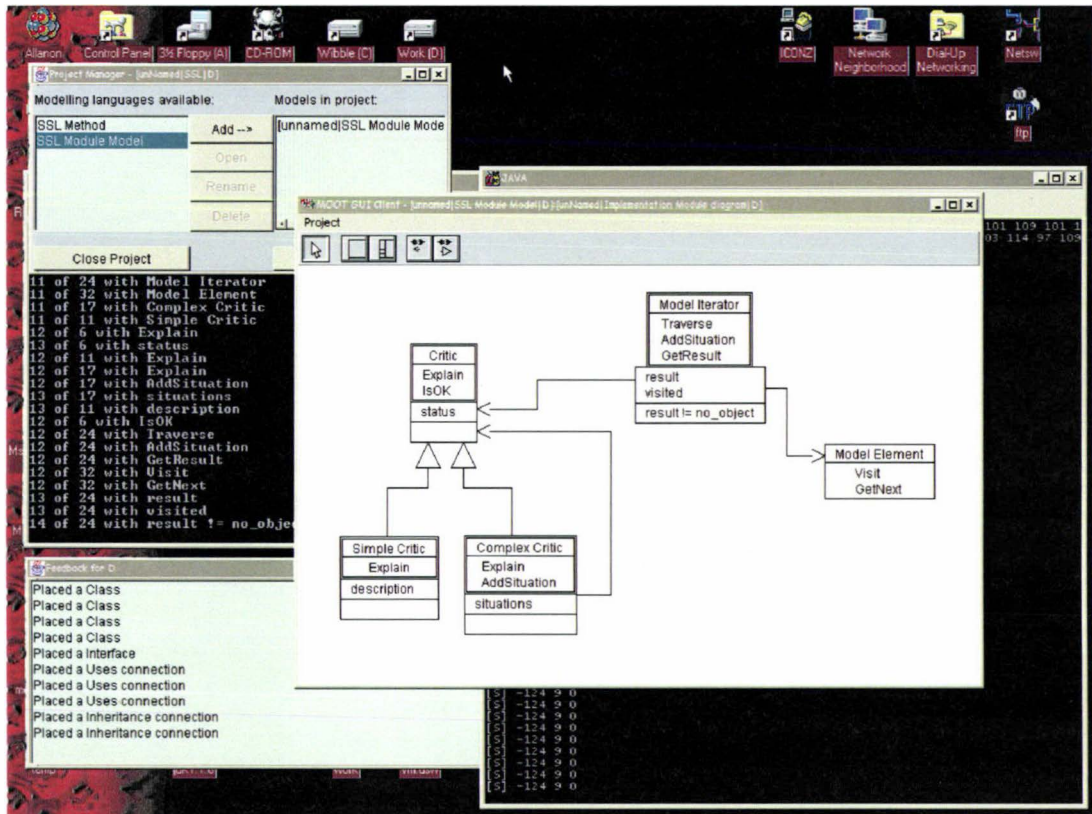 Allanon
Control Panel
3½ Floppy (A)
CD-ROM
Wibble (C)
Work (D)
ICONZ
Network Neighborhood
Dial-Up Networking
Netsw
ftp
Project Manager - [unNamed|SSL|D]
Modelling languages available:
Models in project:
SSL Method
SSL Module Model
Add -->
Open
Rename
Delete
[unnamed|SSL Module Mode
Close Project
JAVA
101 109 101 1
03 114 97 109
11 of 24 with Model Iterator
11 of 32 with Model Element
11 of 17 with Complex Critic
11 of 11 with Simple Critic
12 of 6 with Explain
13 of 6 with status
12 of 11 with Explain
12 of 17 with Explain
12 of 17 with AddSituation
13 of 17 with situations
13 of 11 with description
12 of 6 with IsOK
12 of 24 with Traverse
12 of 24 with AddSituation
12 of 24 with GetResult
12 of 32 with Visit
12 of 32 with GetNext
13 of 24 with result
13 of 24 with visited
14 of 24 with result != no_objec
MOOT GUI Client - [unnamed|SSL Module Model|D]:[unNamed|Implementation Module diagram|D]
Project
Critic
Explain
IsOK
status
Model Iterator
Traverse
AddSituation
GetResult
result
visited
result != no_object
Model Element
Visit
GetNext
Simple Critic
Explain
description
Complex Critic
Explain
AddSituation
situations
Feedback for D
Placed a Class
Placed a Class
Placed a Class
Placed a Class
Placed a Interface
Placed a Uses connection
Placed a Uses connection
Placed a Uses connection
Placed a Inheritance connection
Placed a Inheritance connection
[S] -124 9 0
[S] -124 9 0
[S] -124 9 0
[S] -124 9 0
[S] -124 9 0
[S] -124 9 0
[S] -124 9 0
[S] -124 9 0
[S] -124 9 0